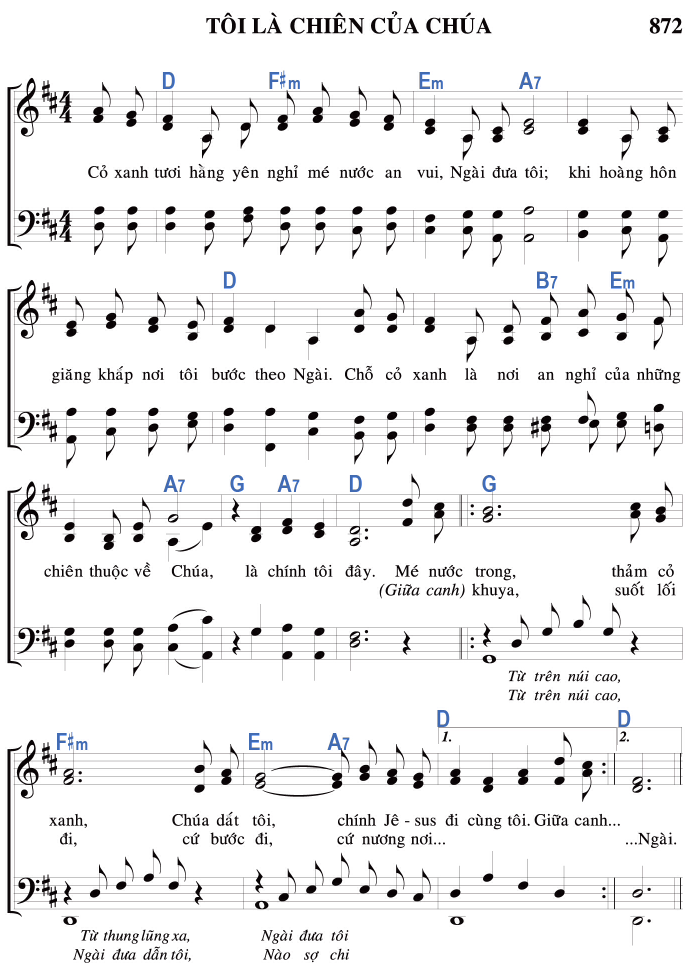 TÔI LÀ CHIÊN CỦA CHÚA 872
D F#m Em A7
Cỏ xanh tươi hằng yên nghỉ mé nước an vui, Ngài đưa tôi; khi hoàng hôn
D B7 Em
giăng khấp nơi tôi bước theo Ngài. Chỗ cỏ xanh là nơi an nghỉ của những
A7 G A7 D G
chiên thuộc về Chúa, là chính tôi đây. Mé nước trong, thảm cỏ
(Giữa canh) khuya, suốt lối
Từ trên núi cao,
Từ trên núi cao,
F#m Em A7 D D
1. 2.
xanh, Chúa dắt tôi, chính Jê-sus đi cùng tôi. Giữa canh...
đi, cứ bước đi, cứ nương nơi... ...Ngài.
Từ thung lũng xa, Ngài đưa tôi
Ngài đưa dẫn tôi, Nào sợ chi